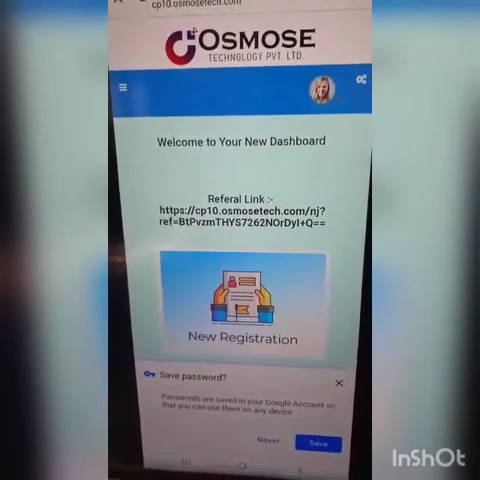 cp10.osmosetech.com
OSMOSE
TECHNOLOGY PVT. LTD.
Welcome to Your New Dashboard
Referal Link :-
https://cp10.osmosetech.com/nj?
ref=BtPvzmTHYS7262NOrDyI+Q==
New Registration
Save password?
Passwords are saved in your Google Account so
that you can use them on any device
Never
Save
InShOt